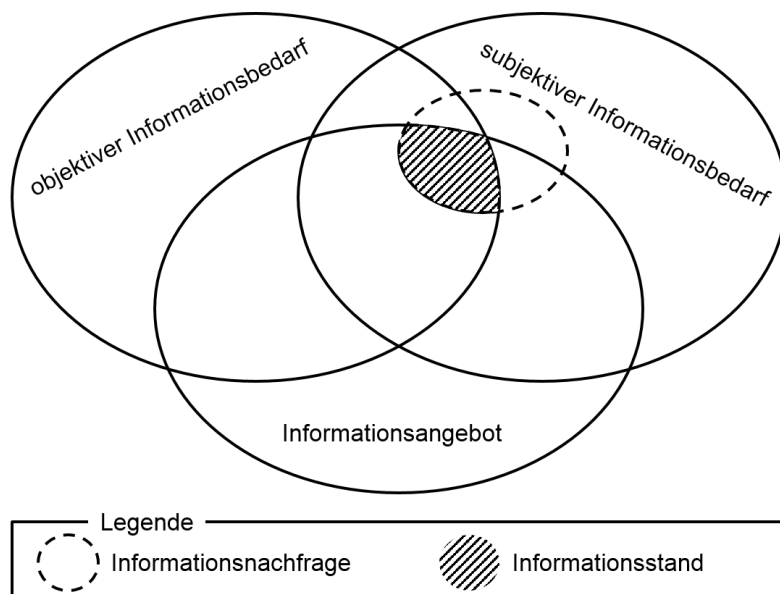 objektiver Informationsbedarf
subjektiver Informationsbedarf
Informationsangebot
Legende
Informationsnachfrage
Informationsstand